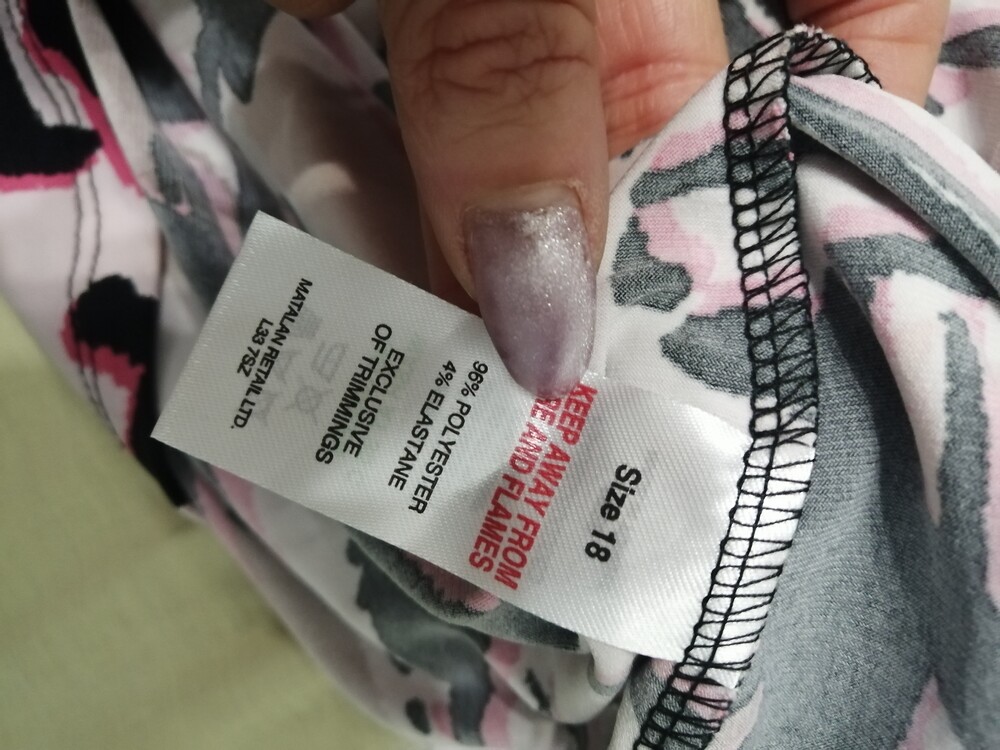 Size 18
KEEP AWAY FROM
AND FLAMES
96% POLYESTER
4% ELASTANE
EXCLUSIVE
OF TRIMMINGS
MATALAN RETAIL LTD.
L33 7SZ